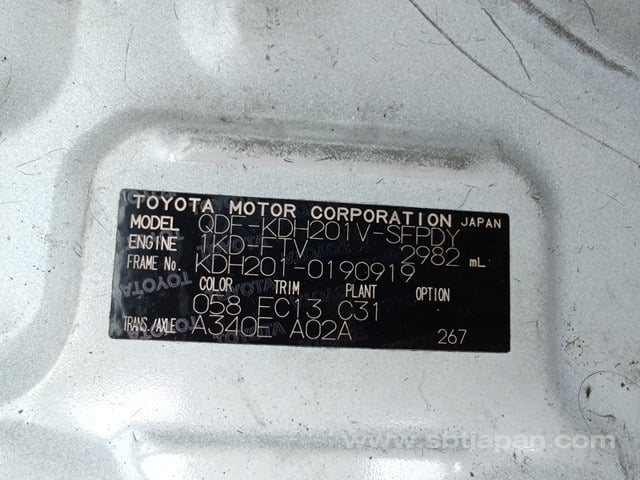 TOYOTA MOTOR CORPORATION JAPAN
MODEL QDF-KDH201V-SFPDY
ENGINE 1KD-FTV 2982 mL
FRAME No. KDH201-0190919
COLOR TRIM PLANT OPTION
058 FC13 C31
TRANS./AXLE A340E A02A 267
www.sbtjapan.com